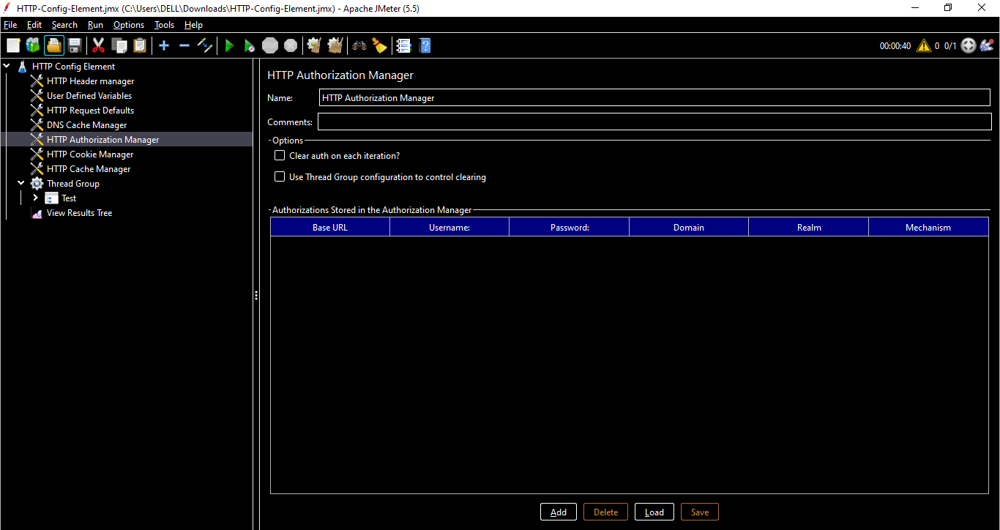 HTTP-Config-Element.jmx (C:\Users\DELL\Downloads\HTTP-Config-Element.jmx) - Apache JMeter (5.5)
File Edit Search Run Options Tools Help
00:00:40 0 0/1
HTTP Config Element
HTTP Header manager
User Defined Variables
HTTP Request Defaults
DNS Cache Manager
HTTP Authorization Manager
HTTP Cookie Manager
HTTP Cache Manager
Thread Group
Test
View Results Tree
HTTP Authorization Manager
Name: HTTP Authorization Manager
Comments:
Options
Clear auth on each iteration?
Use Thread Group configuration to control clearing
Authorizations Stored in the Authorization Manager
Base URL Username: Password: Domain Realm Mechanism
Add Delete Load Save